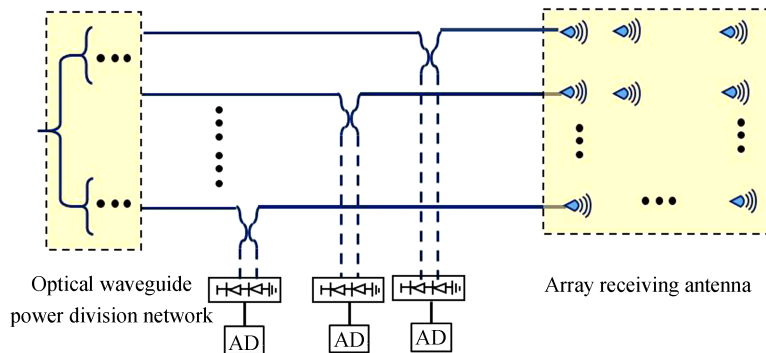 Optical waveguide
power division network
AD
AD
AD
Array receiving antenna